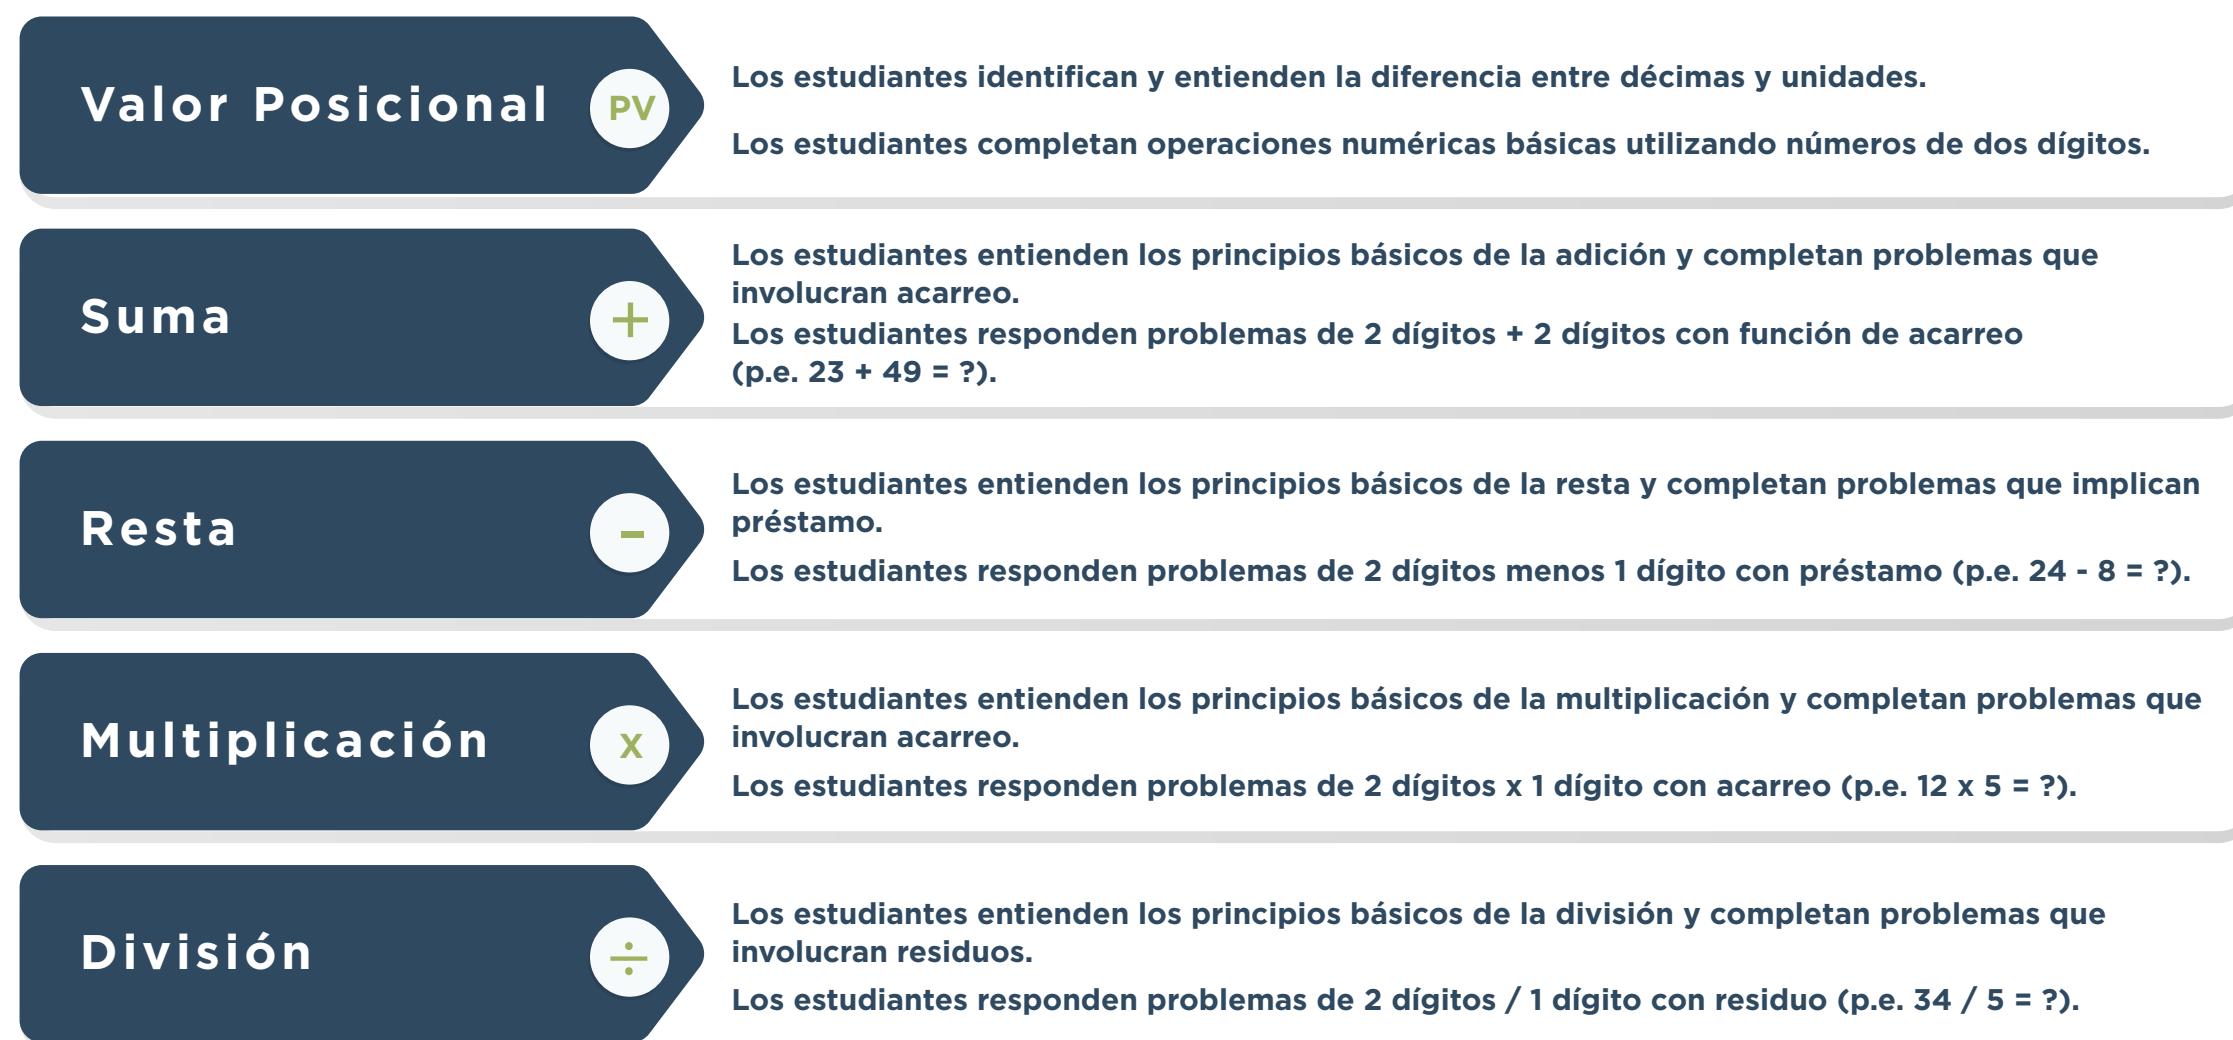 Valor Posicional
PV
Los estudiantes identifican y entienden la diferencia entre décimas y unidades.
Los estudiantes completan operaciones numéricas básicas utilizando números de dos dígitos.
Suma
+
Los estudiantes entienden los principios básicos de la adición y completan problemas que
involucran acarreo.
Los estudiantes responden problemas de 2 dígitos + 2 dígitos con función de acarreo
(p.e. 23 + 49 = ?).
Resta
-
Los estudiantes entienden los principios básicos de la resta y completan problemas que implican
préstamo.
Los estudiantes responden problemas de 2 dígitos menos 1 dígito con préstamo (p.e. 24 - 8 = ?).
Multiplicación
x
Los estudiantes entienden los principios básicos de la multiplicación y completan problemas que
involucran acarreo.
Los estudiantes responden problemas de 2 dígitos x 1 dígito con acarreo (p.e. 12 x 5 = ?).
División
÷
Los estudiantes entienden los principios básicos de la división y completan problemas que
involucran residuos.
Los estudiantes responden problemas de 2 dígitos / 1 dígito con residuo (p.e. 34 / 5 = ?).